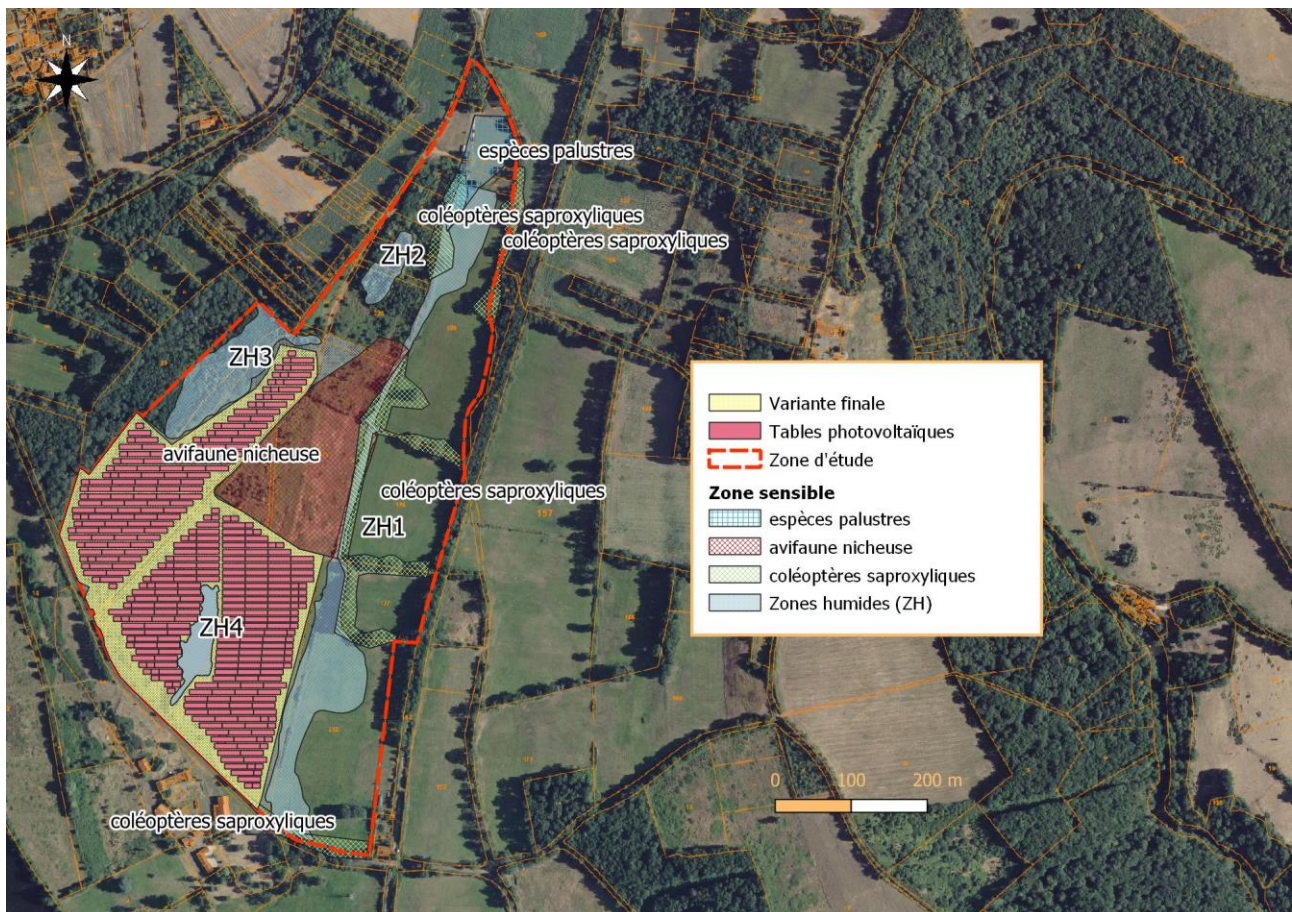 N
espèces palustres
coléoptères saproxyliques
coléoptères saproxyliques
ZH2
ZH3
avifaune nicheuse
coléoptères saproxyliques
ZH1
ZH4
coléoptères saproxyliques
Variante finale
Tables photovoltaïques
Zone d'étude
Zone sensible
espèces palustres
avifaune nicheuse
coléoptères saproxyliques
Zones humides (ZH)
157
0 100 200 m